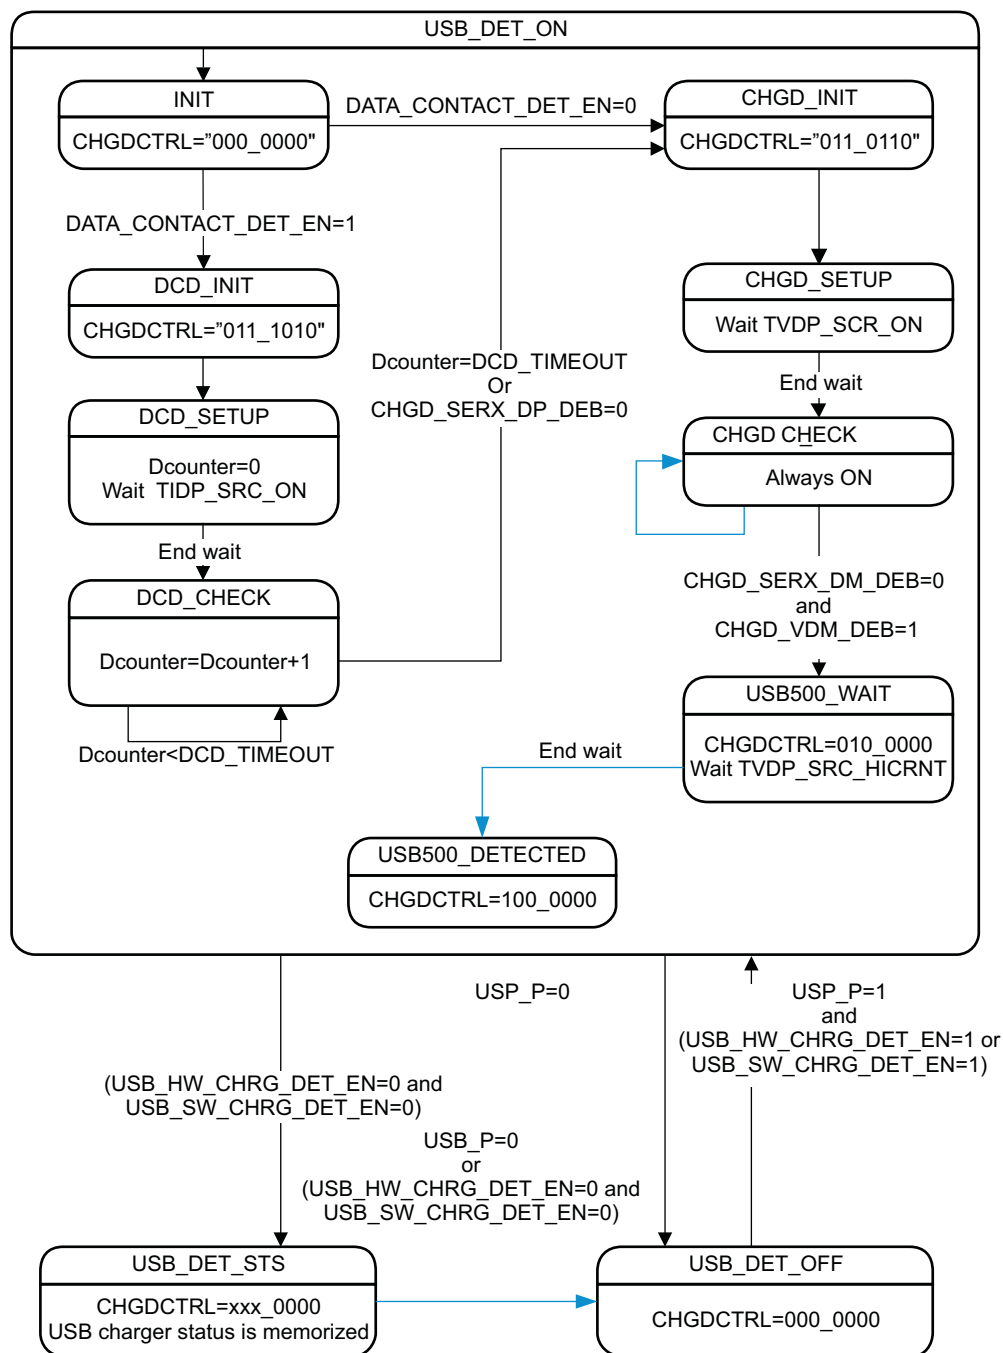 USB_DET_ON
INIT
CHGDCTRL=”000_0000"
DATA_CONTACT_DET_EN=0
CHGD_INIT
CHGDCTRL=”011_0110"
DATA_CONTACT_DET_EN=1
DCD_INIT
CHGDCTRL=”011_1010"
CHGD_SETUP
Wait TVDP_SCR_ON
Dcounter=DCD_TIMEOUT
Or
CHGD_SERX_DP_DEB=0
End wait
DCD_SETUP
Dcounter=0
Wait TIDP_SRC_ON
CHGD CHECK
Always ON
End wait
DCD_CHECK
Dcounter=Dcounter+1
Dcounter<DCD_TIMEOUT
CHGD_SERX_DM_DEB=0
and
CHGD_VDM_DEB=1
USB500_WAIT
CHGDCTRL=010_0000
Wait TVDP_SRC_HICRNT
End wait
USB500_DETECTED
CHGDCTRL=100_0000
USP_P=0
USP_P=1
and
(USB_HW_CHRG_DET_EN=1 or
USB_SW_CHRG_DET_EN=1)
(USB_HW_CHRG_DET_EN=0 and
USB_SW_CHRG_DET_EN=0)
USB_P=0
or
(USB_HW_CHRG_DET_EN=0 and
USB_SW_CHRG_DET_EN=0)
USB_DET_STS
CHGDCTRL=xxx_0000
USB charger status is memorized
USB_DET_OFF
CHGDCTRL=000_0000